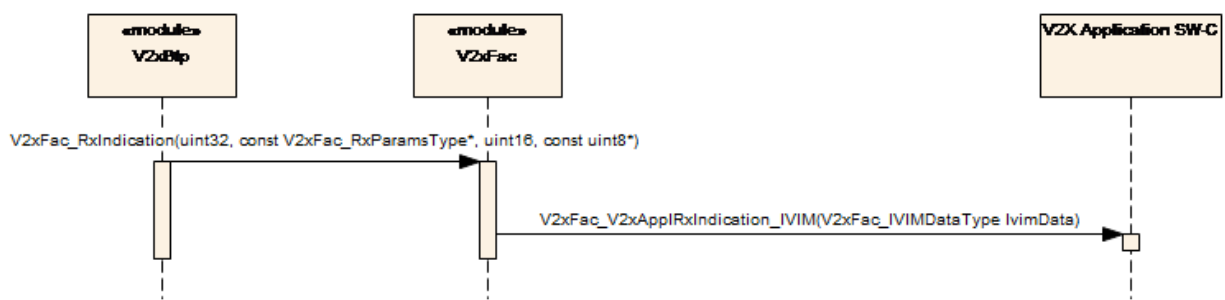 «module»
V2xBtp
«module»
V2xFac
V2X Application SW-C
V2xFac_RxIndication(uint32, const V2xFac_RxParamsType*, uint16, const uint8*)
V2xFac_V2xApplRxIndication_IVIM(V2xFac_IVIMDataType IvimData)